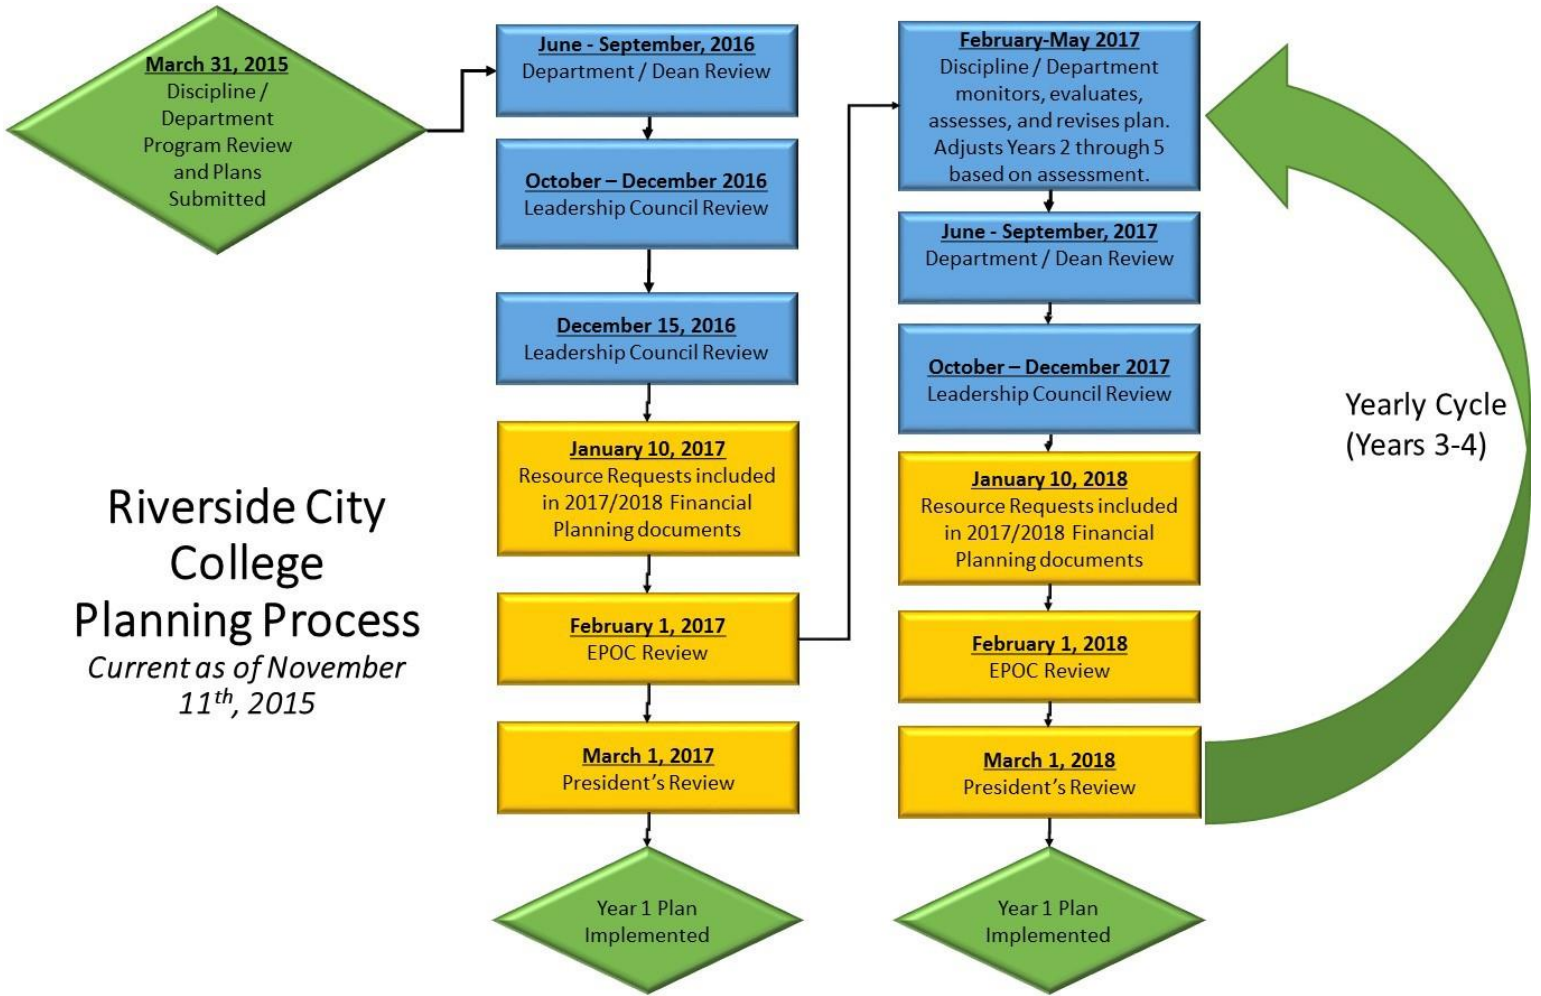 March 31, 2015
Discipline /
Department
Program Review
and Plans
Submitted
Riverside City
College
Planning Process
Current as of November
11th, 2015
June - September, 2016
Department / Dean Review
October – December 2016
Leadership Council Review
December 15, 2016
Leadership Council Review
January 10, 2017
Resource Requests included
in 2017/2018 Financial
Planning documents
February 1, 2017
EPOC Review
March 1, 2017
President’s Review
Year 1 Plan
Implemented
February-May 2017
Discipline / Department
monitors, evaluates,
assesses, and revises plan.
Adjusts Years 2 through 5
based on assessment.
June - September, 2017
Department / Dean Review
October – December 2017
Leadership Council Review
January 10, 2018
Resource Requests included
in 2017/2018 Financial
Planning documents
February 1, 2018
EPOC Review
March 1, 2018
President’s Review
Year 1 Plan
Implemented
Yearly Cycle
(Years 3-4)